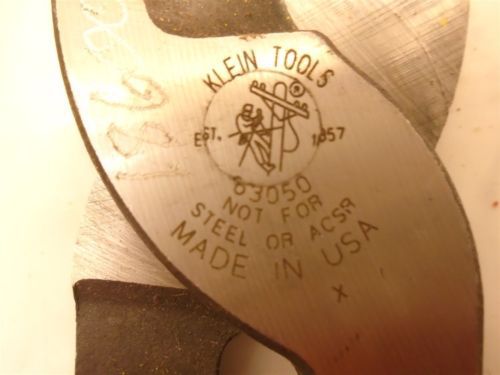 KLEIN TOOLS
®
EST. 1857
63050
NOT FOR
STEEL OR ACSR
MADE IN USA
X